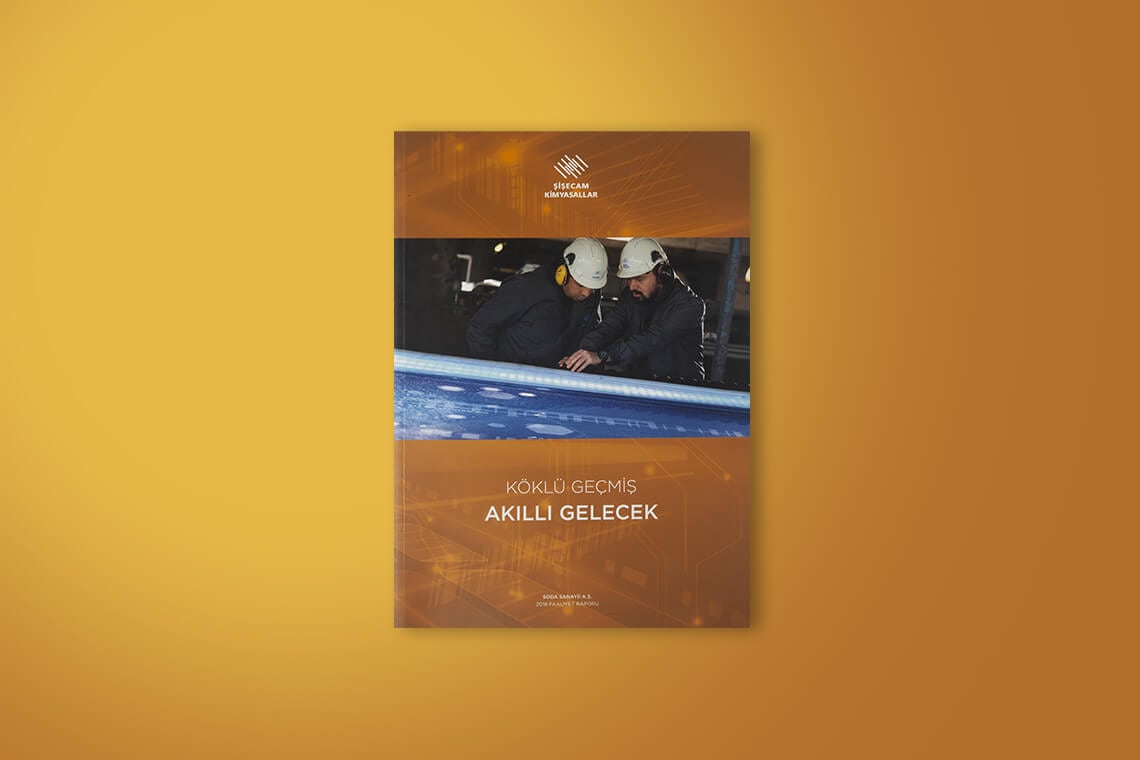 ŞİŞECAM
KİMYASALLAR
KÖKLÜ GEÇMİŞ
AKILLI GELECEK
SODA SANAYİİ A.Ş.
2018 FAALİYET RAPORU